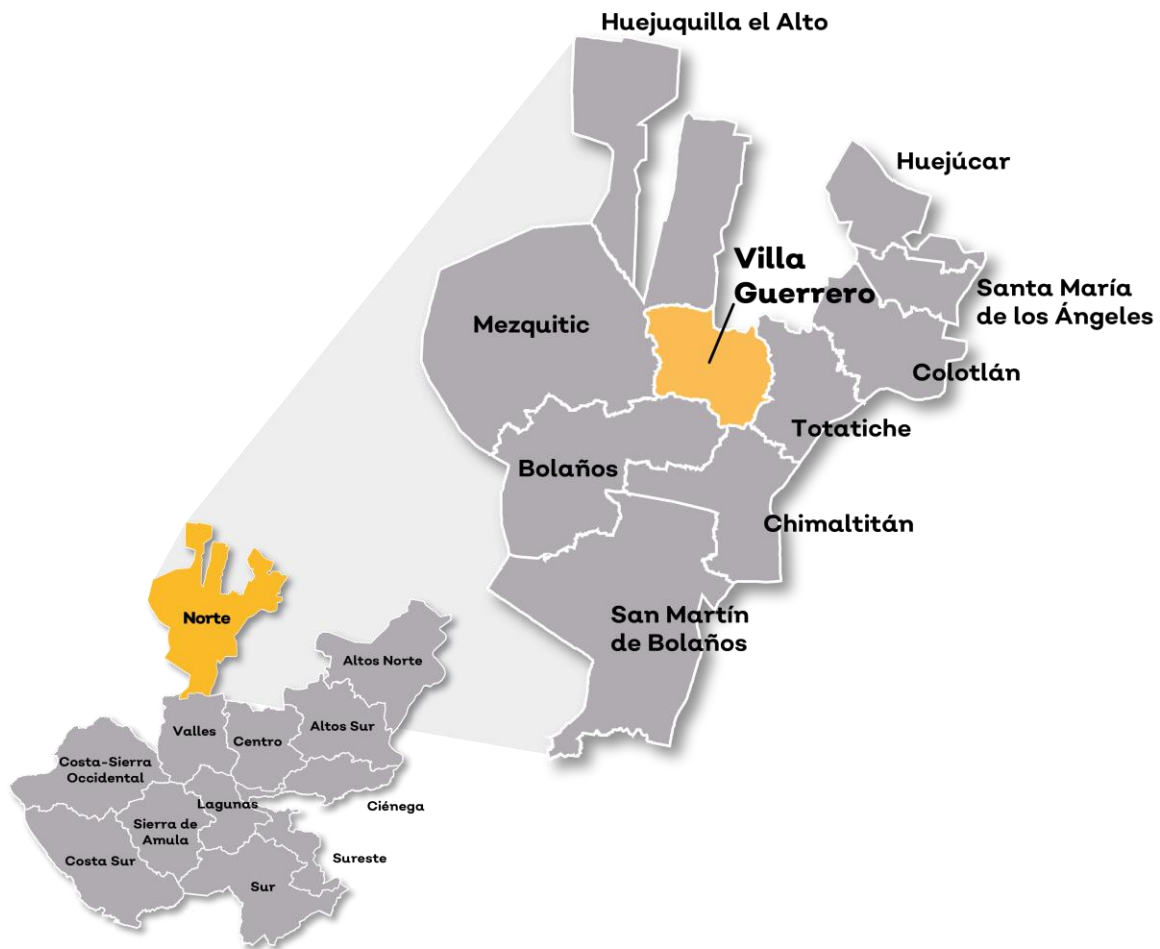 Huejuquilla el Alto
Huejúcar
Villa
Guerrero
Santa María
de los Ángeles
Mezquitic
Colotlán
Totatiche
Bolaños
Chimaltitán
San Martín
de Bolaños
Norte
Altos Norte
Valles
Centro
Altos Sur
Costa-Sierra
Occidental
Lagunas
Ciénega
Sierra de
Amula
Costa Sur
Sureste
Sur